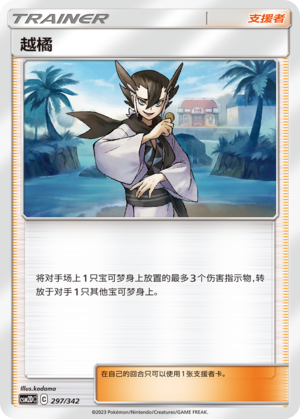 TRAINER
支援者
越橘
将对手场上1只宝可梦身上放置的最多3个伤害指示物,转
放于对手1只其他宝可梦身上。
在自己的回合只可以使用1张支援者卡。
Illus.kodama
CSM2DC C 297/342
©2023 Pokémon/Nintendo/Creatures/GAME FREAK.